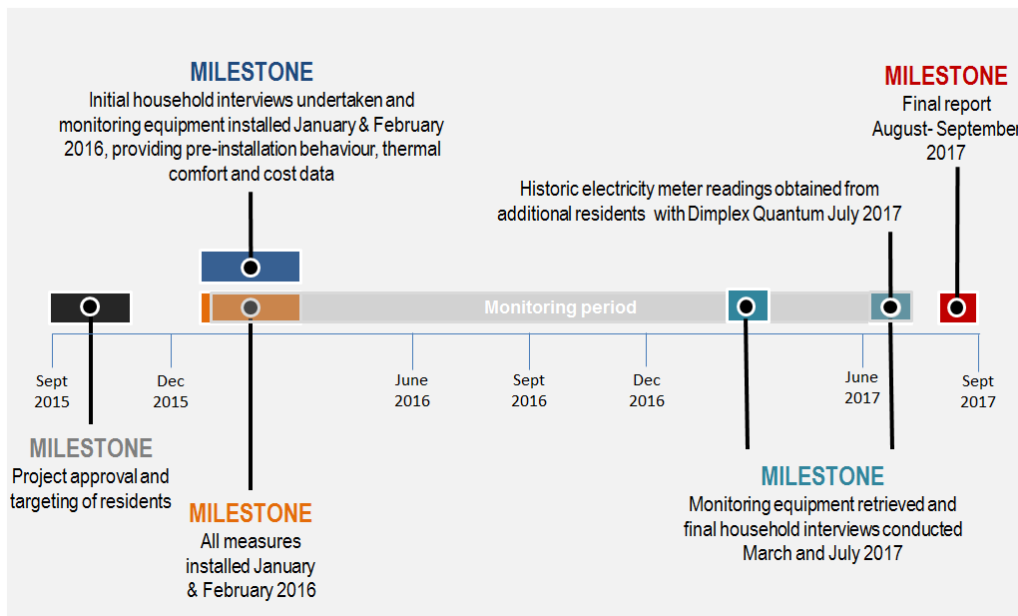 MILESTONE
Initial household interviews undertaken and
monitoring equipment installed January & February
2016, providing pre-installation behaviour, thermal
comfort and cost data
MILESTONE
Final report
August- September
2017
Historic electricity meter readings obtained from
additional residents with Dimplex Quantum July 2017
Monitoring period
Sept
2015
Dec
2015
June
2016
Sept
2016
Dec
2016
June
2017
Sept
2017
MILESTONE
Project approval and
targeting of residents
MILESTONE
All measures
installed January
& February 2016
MILESTONE
Monitoring equipment retrieved and
final household interviews conducted
March and July 2017